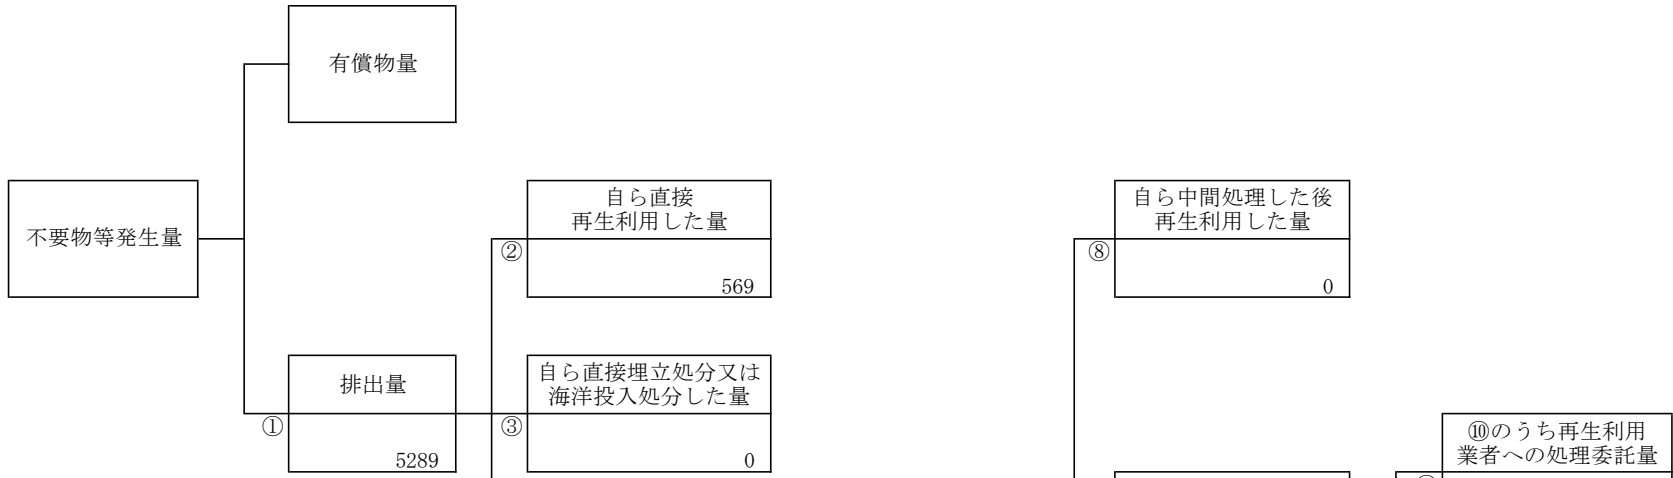 有償物量
不要物等発生量
自ら直接
再生利用した量
②
569
自ら中間処理した後
再生利用した量
⑧
0
排出量
①
5289
自ら直接埋立処分又は
海洋投入処分した量
③
0
⑩のうち再生利用
業者への処理委託量